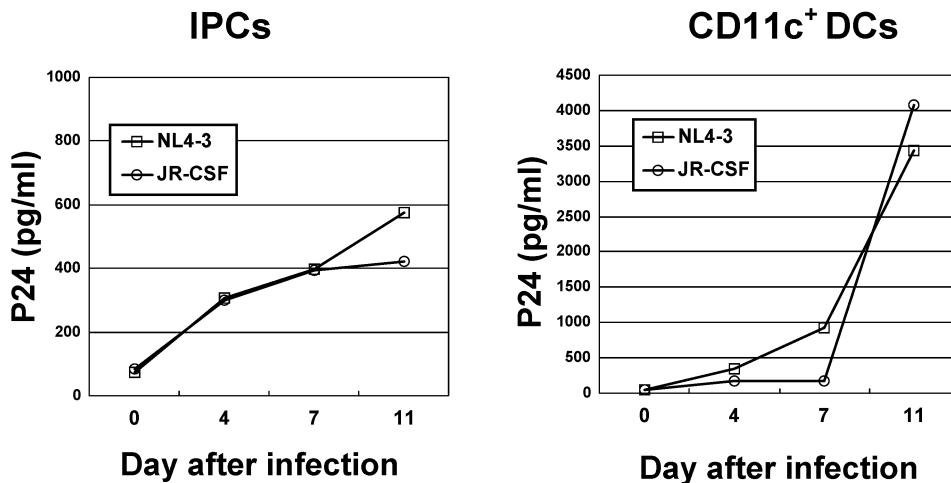 IPCs
P24 (pg/ml)
1000
800
600
400
200
0
NL4-3
JR-CSF
0 4 7 11
Day after infection
CD11c+ DCs
P24 (pg/ml)
4500
4000
3500
3000
2500
2000
1500
1000
500
0
NL4-3
JR-CSF
0 4 7 11
Day after infection